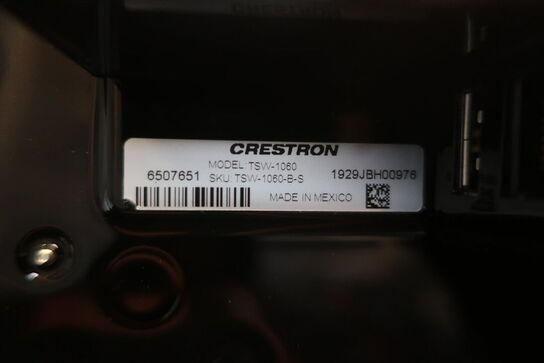 CRESTRON
MODEL: TSW-1060
6507651 SKU: TSW-1060-B-S 1929JBH00976
MADE IN MEXICO